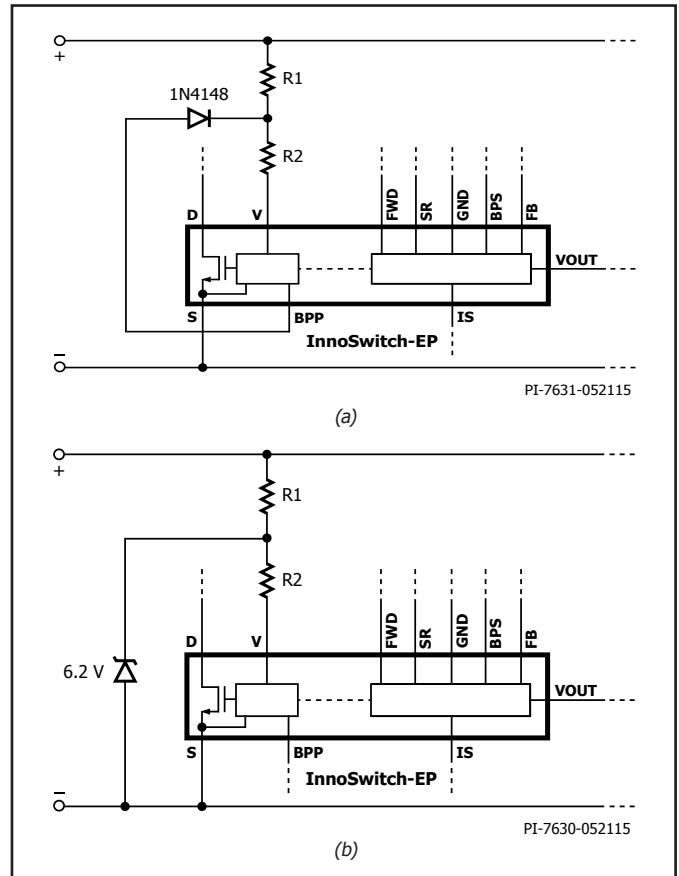 +
R1
1N4148
R2
D
V
FWD
SR
GND
BPS
FB
VOUT
S
BPP
IS
InnoSwitch-EP
–
PI-7631-052115
(a)
+
R1
R2
D
V
FWD
SR
GND
BPS
FB
6.2 V
VOUT
S
BPP
IS
InnoSwitch-EP
–
PI-7630-052115
(b)